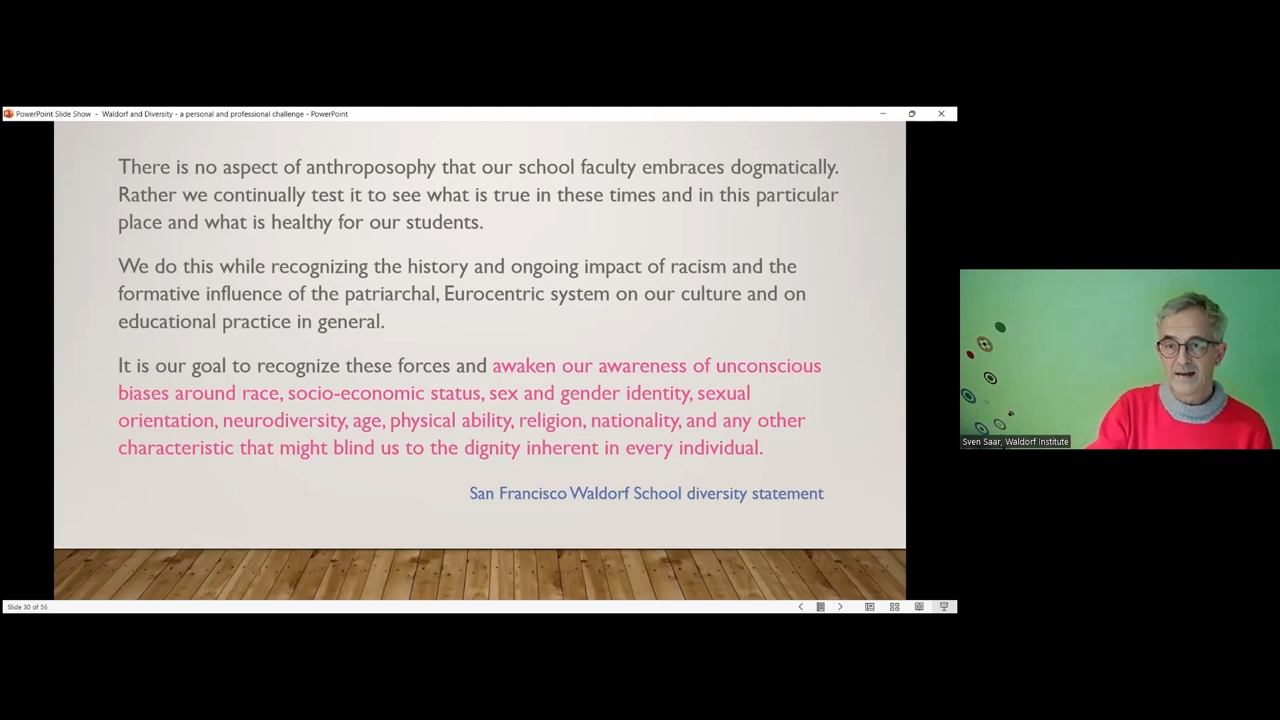 PowerPoint Slide Show - Waldorf and Diversity - a personal and professional challenge - PowerPoint
There is no aspect of anthroposophy that our school faculty embraces dogmatically.
Rather we continually test it to see what is true in these times and in this particular
place and what is healthy for our students.
We do this while recognizing the history and ongoing impact of racism and the
formative influence of the patriarchal, Eurocentric system on our culture and on
educational practice in general.
It is our goal to recognize these forces and awaken our awareness of unconscious
biases around race, socio-economic status, sex and gender identity, sexual
orientation, neurodiversity, age, physical ability, religion, nationality, and any other
characteristic that might blind us to the dignity inherent in every individual.
San Francisco Waldorf School diversity statement
Sven Saar, Waldorf Institute
Slide 30 of 56